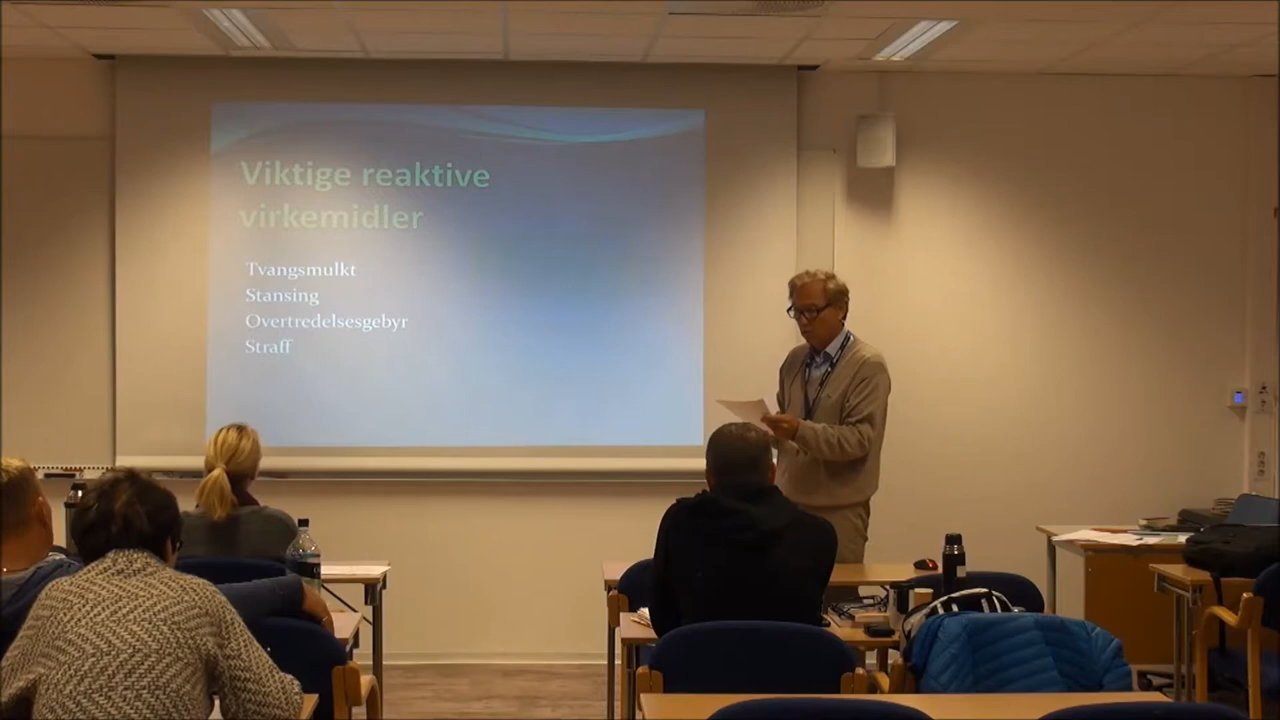 Viktige reaktive
virkemidler
Tvangsmulkt
Stansing
Overtredelsesgebyr
Straff